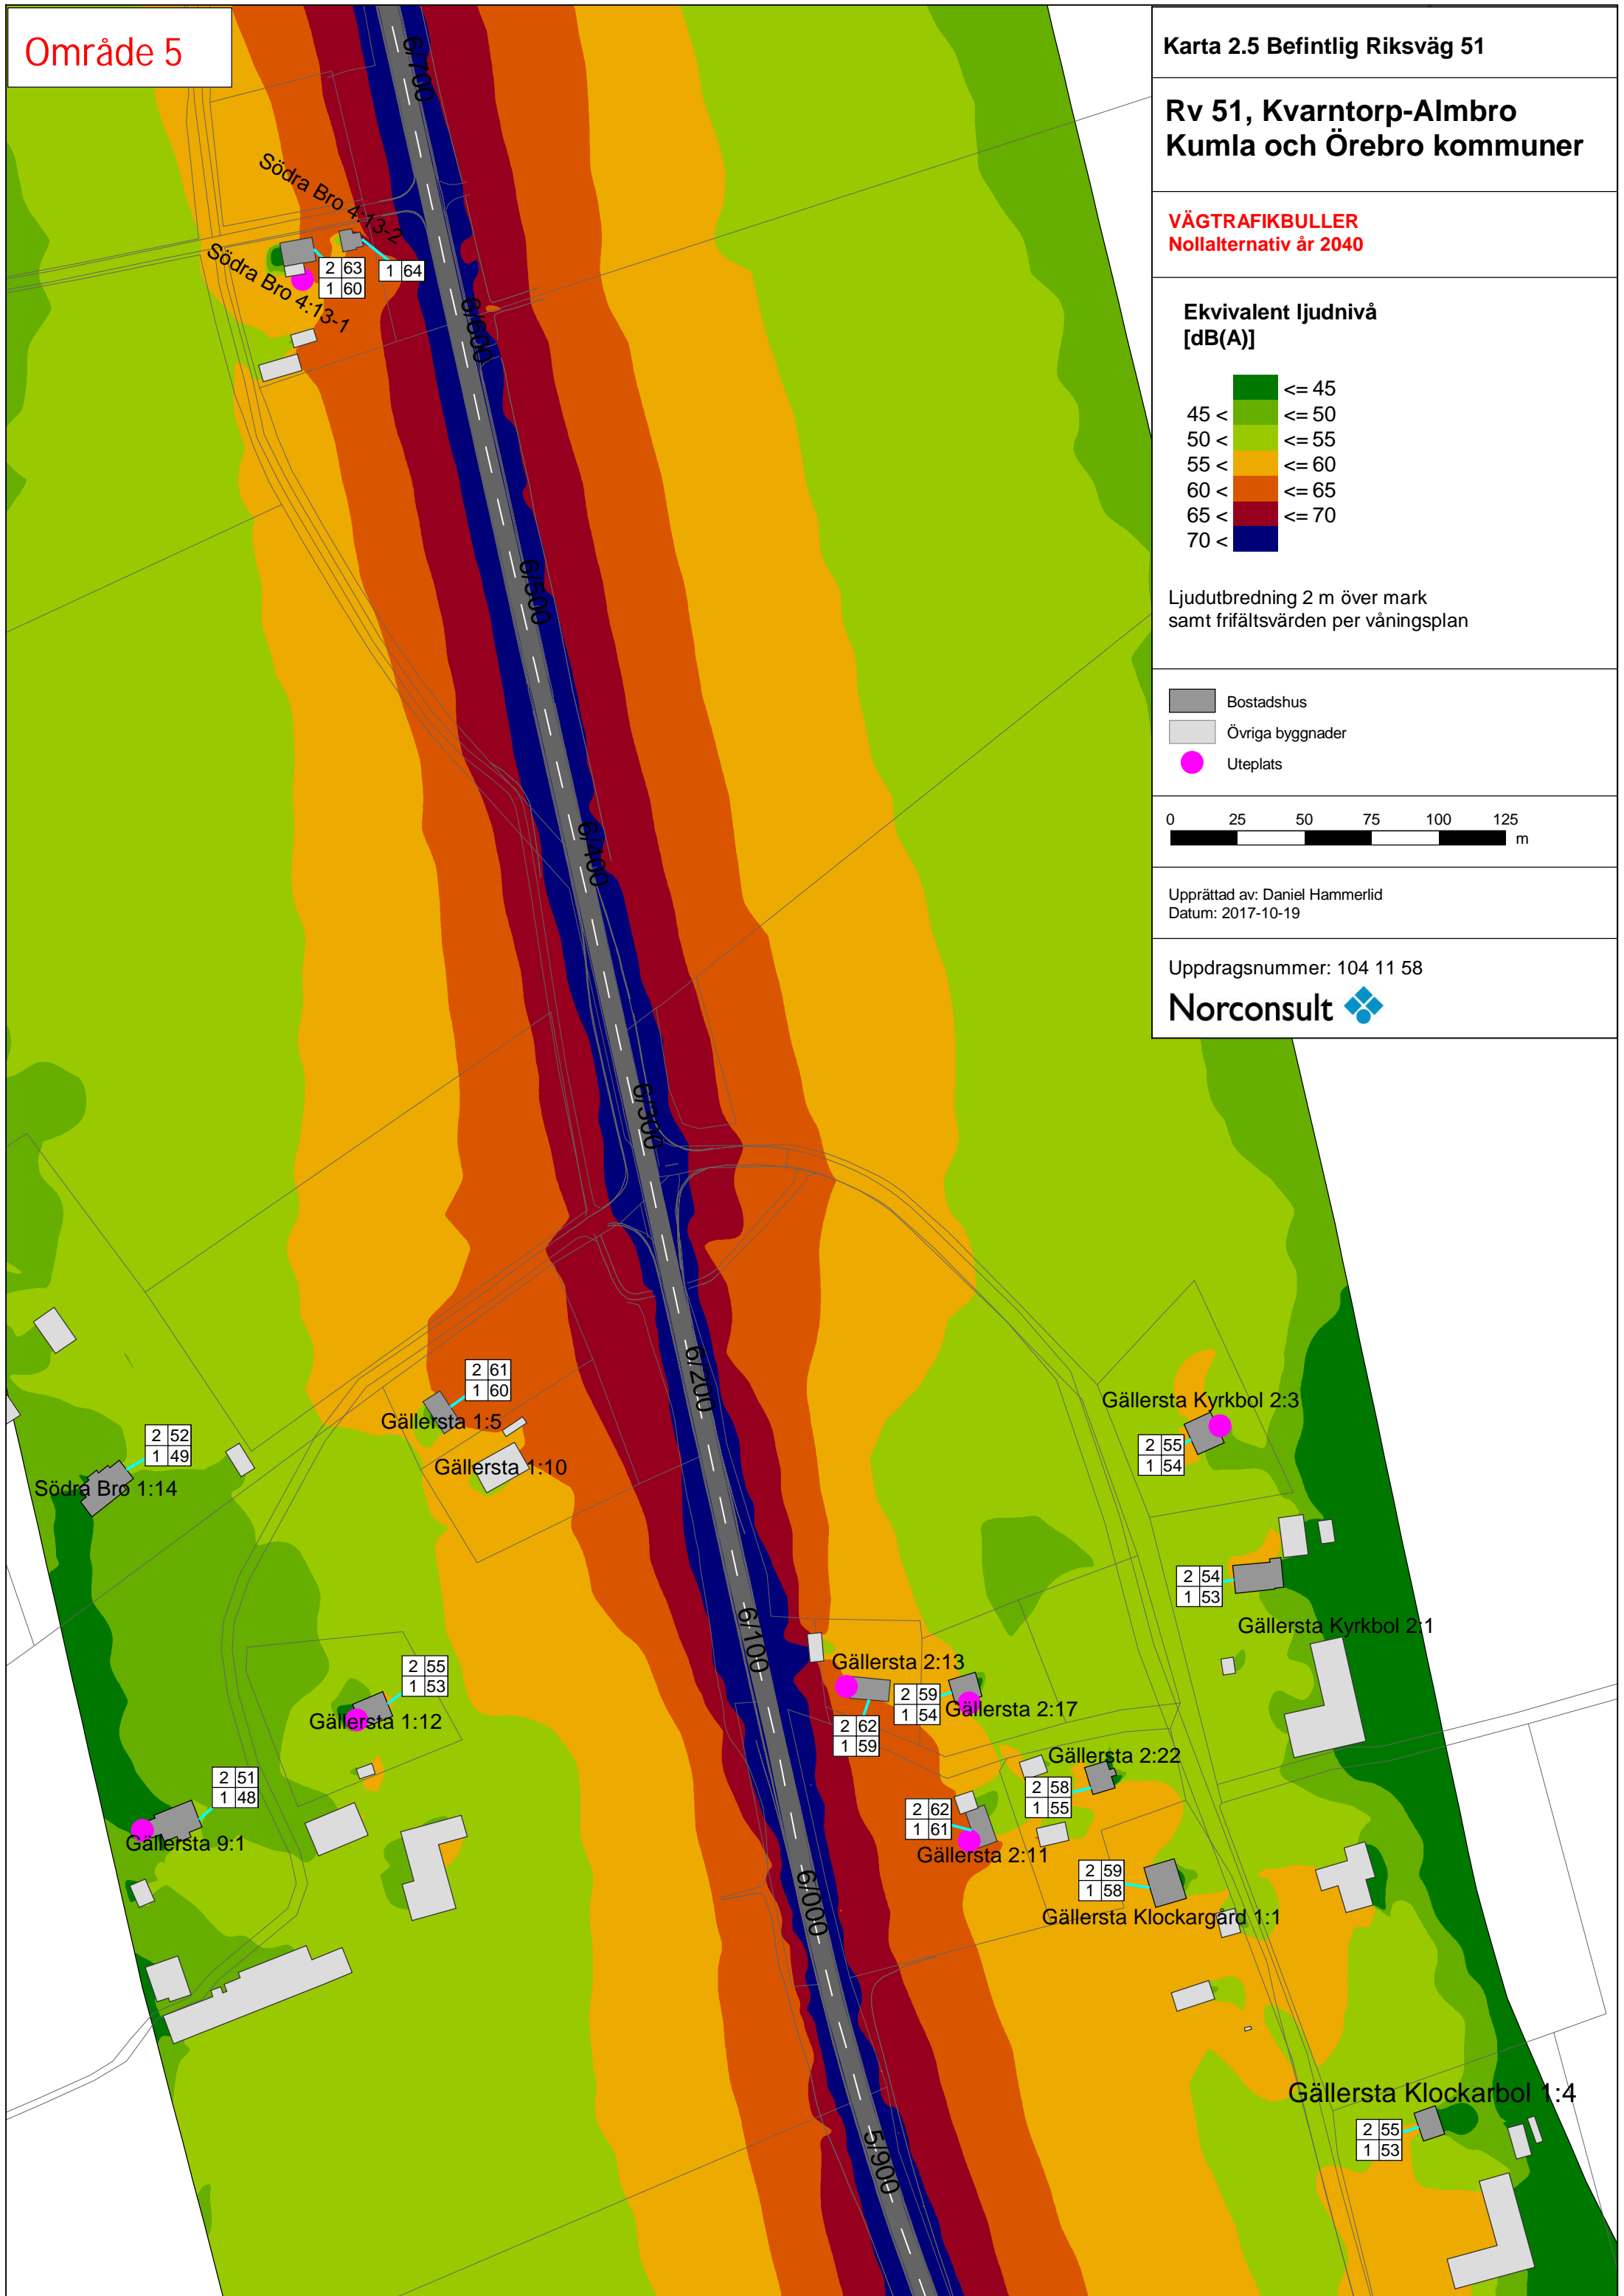 Område 5
Karta 2.5 Befintlig Riksväg 51
Rv 51, Kvarntorp-Almbro
Kumla och Örebro kommuner
VÄGTRAFIKBULLER
Nollalternativ år 2040
Ekvivalent ljudnivå
[dB(A)]
<= 45
45 < <= 50
50 < <= 55
55 < <= 60
60 < <= 65
65 < <= 70
70 <
Ljudutbredning 2 m över mark
samt frifältsvärden per våningsplan
Bostadshus
Övriga byggnader
Uteplats
0 25 50 75 100 125
m
Upprättad av: Daniel Hammerlid
Datum: 2017-10-19
Uppdragsnummer: 104 11 58
Norconsult
6/700
Södra Bro 4:13-2
1 64
Södra Bro 4:13-1
2 63
1 60
6/600
6/500
6/400
6/300
6/200
2 61
1 60
Gällersta 1:5
Gällersta 1:10
2 52
1 49
Södra Bro 1:14
Gällersta Kyrkbol 2:3
2 55
1 54
2 54
1 53
Gällersta Kyrkbol 2:1
6/100
Gällersta 2:13
2 62
1 59
2 59
1 54
Gällersta 2:17
2 55
1 53
Gällersta 1:12
Gällersta 2:22
2 58
1 55
2 51
1 48
Gällersta 9:1
2 62
1 61
Gällersta 2:11
2 59
1 58
Gällersta Klockargård 1:1
6/000
Gällersta Klockarbol 1:4
2 55
1 53
5/900